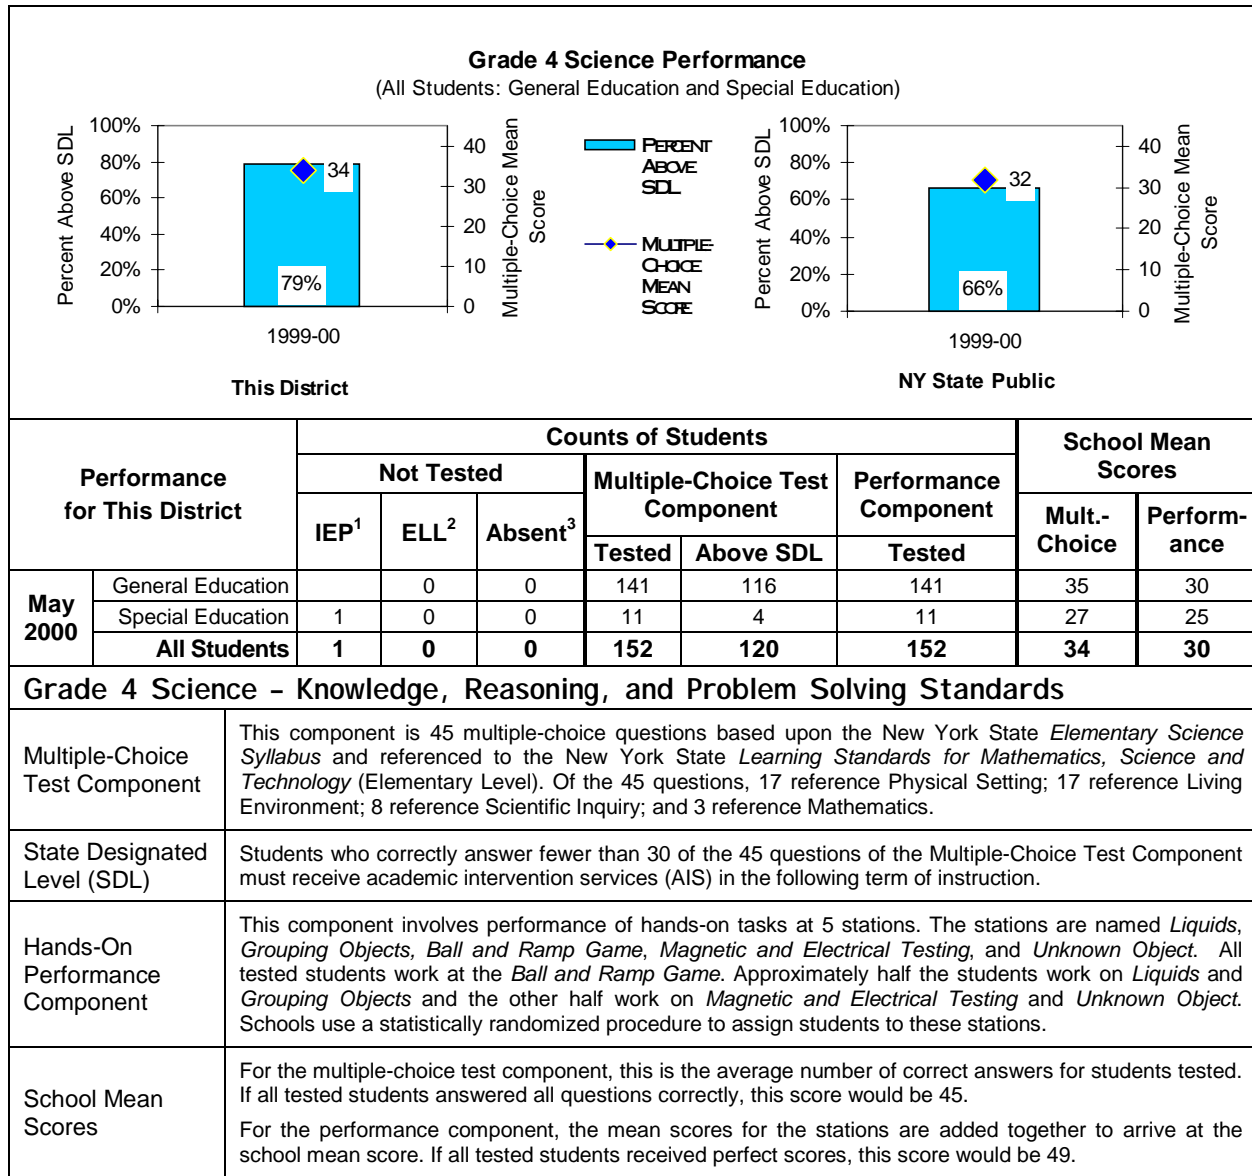 Grade 4 Science Performance
(All Students: General Education and Special Education)
Percent Above SDL
100%
80%
60%
40%
20%
0%
34
79%
1999-00
40
30
20
10
0
Multiple-Choice Mean
Score
This District
PERCENT
ABOVE
SDL
MULTIPLE-
CHOICE
MEAN
SCORE
Percent Above SDL
100%
80%
60%
40%
20%
0%
32
66%
1999-00
40
30
20
10
0
Multiple-Choice Mean
Score
NY State Public
Performance
for This District
Counts of Students
School Mean
Scores
Not Tested
Multiple-Choice Test
Component
Performance
Component
IEP1 ELL2 Absent3
Tested Above SDL Tested
Mult.-
Choice
Perform-
ance
May
2000
General Education 0 0 141 116 141 35 30
Special Education 1 0 0 11 4 11 27 25
All Students 1 0 0 152 120 152 34 30
Grade 4 Science – Knowledge, Reasoning, and Problem Solving Standards
Multiple-Choice
Test Component
This component is 45 multiple-choice questions based upon the New York State Elementary Science
Syllabus and referenced to the New York State Learning Standards for Mathematics, Science and
Technology (Elementary Level). Of the 45 questions, 17 reference Physical Setting; 17 reference Living
Environment; 8 reference Scientific Inquiry; and 3 reference Mathematics.
State Designated
Level (SDL)
Students who correctly answer fewer than 30 of the 45 questions of the Multiple-Choice Test Component
must receive academic intervention services (AIS) in the following term of instruction.
Hands-On
Performance
Component
This component involves performance of hands-on tasks at 5 stations. The stations are named Liquids,
Grouping Objects, Ball and Ramp Game, Magnetic and Electrical Testing, and Unknown Object. All
tested students work at the Ball and Ramp Game. Approximately half the students work on Liquids and
Grouping Objects and the other half work on Magnetic and Electrical Testing and Unknown Object.
Schools use a statistically randomized procedure to assign students to these stations.
School Mean
Scores
For the multiple-choice test component, this is the average number of correct answers for students tested.
If all tested students answered all questions correctly, this score would be 45.
For the performance component, the mean scores for the stations are added together to arrive at the
school mean score. If all tested students received perfect scores, this score would be 49.